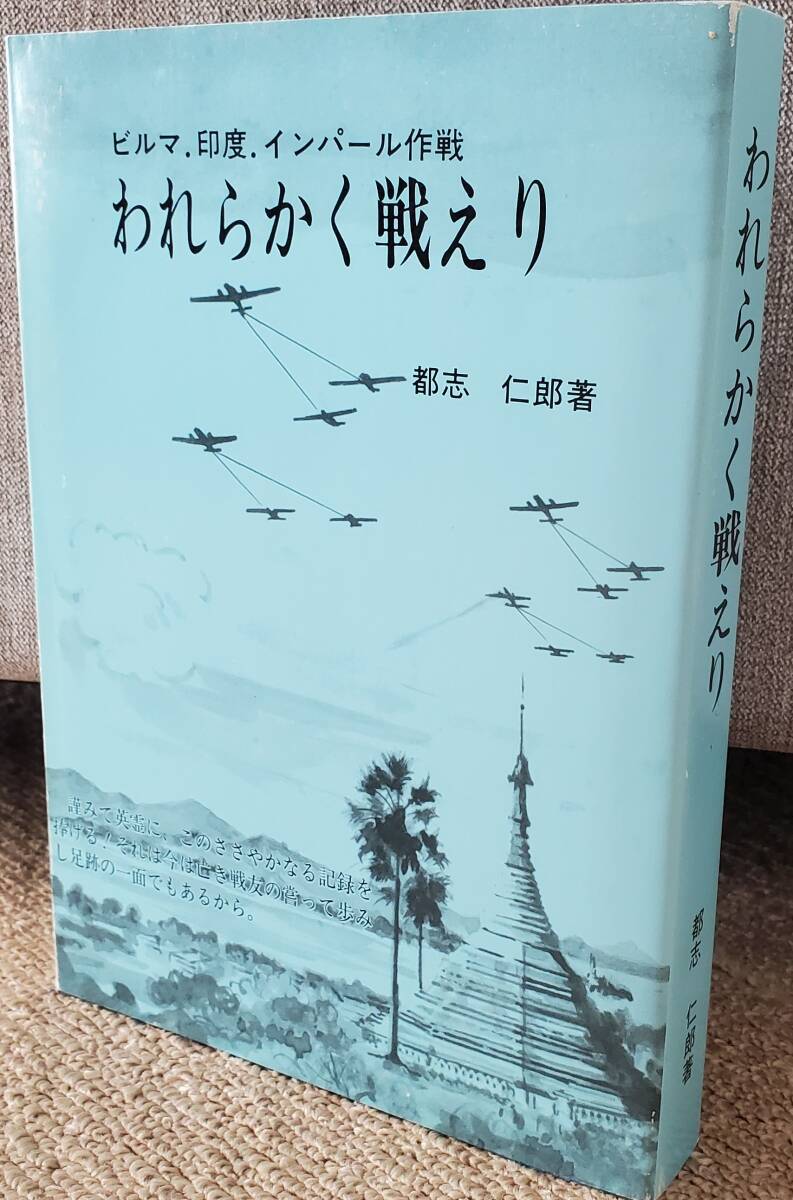 ビルマ.印度.インパール作戦
われらかく戦えり
都志 仁郎著
謹みて英霊に、このささやかなる記録を
捧げる!それは今は亡き戦友の嘗って歩み
し足跡の一面でもあるから。
われらかく戦えり
都志 仁郎著